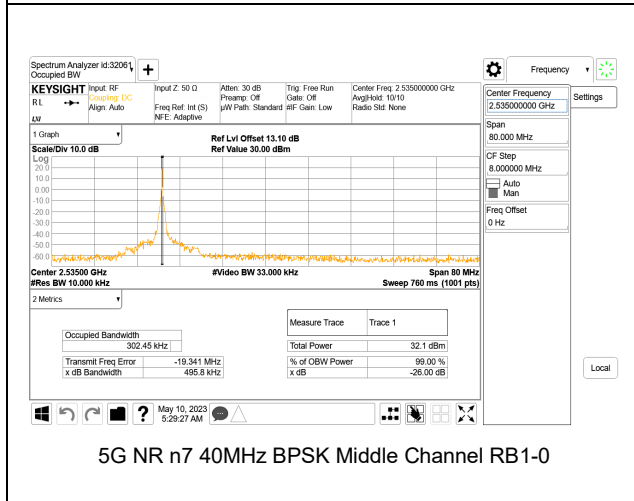 Spectrum Analyzer id:32061
Occupied BW
Frequency
KEYSIGHT
RL
LXI
Input: RF
Coupling: DC
Align: Auto
Input Z: 50 Ω
Freq Ref: Int (S)
NFE: Adaptive
Atten: 30 dB
Preamp: Off
µW Path: Standard
Trig: Free Run
Gate: Off
#IF Gain: Low
Center Freq: 2.535000000 GHz
Avg|Hold: 10/10
Radio Std: None
1 Graph
Scale/Div 10.0 dB
Ref Lvl Offset 13.10 dB
Ref Value 30.00 dBm
Log
20.0
10.0
0.00
-10.0
-20.0
-30.0
-40.0
-50.0
-60.0
Center 2.53500 GHz
#Video BW 33.000 kHz
Span 80 MHz
#Res BW 10.000 kHz
Sweep 760 ms (1001 pts)
2 Metrics
Occupied Bandwidth
302.45 kHz
Transmit Freq Error -19.341 MHz
x dB Bandwidth 495.8 kHz
Measure Trace Trace 1
Total Power 32.1 dBm
% of OBW Power 99.00 %
x dB -26.00 dB
Center Frequency
2.535000000 GHz
Settings
Span
80.000 MHz
CF Step
8.000000 MHz
Auto
Man
Freq Offset
0 Hz
Local
?
May 10, 2023
5:29:27 AM
5G NR n7 40MHz BPSK Middle Channel RB1-0